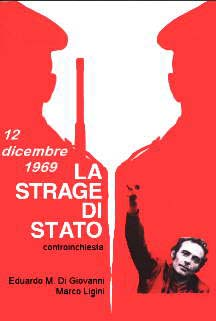 12
dicembre
1969
LA
STRAGE
DI
STATO
controinchiesta
Eduardo M. Di Giovanni
Marco Ligini